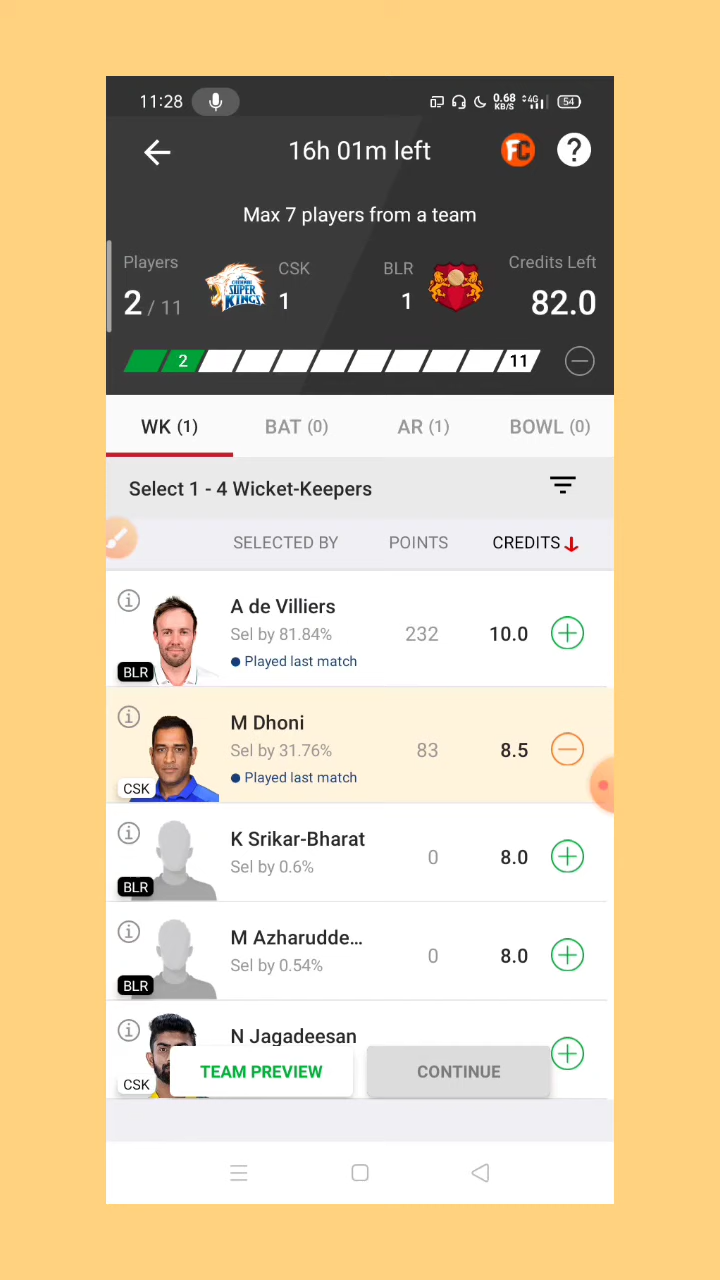 11:28 0.68 KB/S 4G 54
16h 01m left FC ?
Max 7 players from a team
Players CSK BLR Credits Left
2 / 11 CHENNAI SUPER KINGS 1 1 82.0
2 11
WK (1) BAT (0) AR (1) BOWL (0)
Select 1 - 4 Wicket-Keepers
SELECTED BY POINTS CREDITS
A de Villiers
Sel by 81.84% 232 10.0
Played last match
BLR
M Dhoni
Sel by 31.76% 83 8.5
Played last match
CSK
K Srikar-Bharat
Sel by 0.6% 0 8.0
BLR
M Azharudde...
Sel by 0.54% 0 8.0
BLR
N Jagadeesan
CSK
TEAM PREVIEW CONTINUE